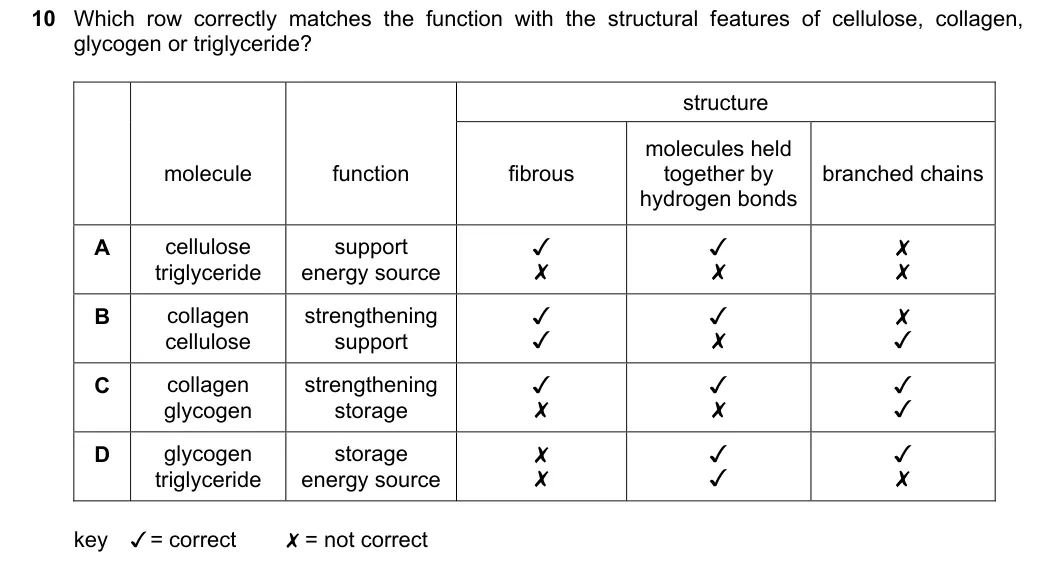 10 Which row correctly matches the function with the structural features of cellulose, collagen,
glycogen or triglyceride?
structure
molecule function fibrous molecules held together by hydrogen bonds branched chains
A cellulose support ✓ ✓ ✗
triglyceride energy source ✗ ✗ ✗
B collagen strengthening ✓ ✓ ✗
cellulose support ✓ ✗ ✓
C collagen strengthening ✓ ✓ ✓
glycogen storage ✗ ✗ ✓
D glycogen storage ✗ ✓ ✓
triglyceride energy source ✗ ✓ ✗
key ✓ = correct ✗ = not correct